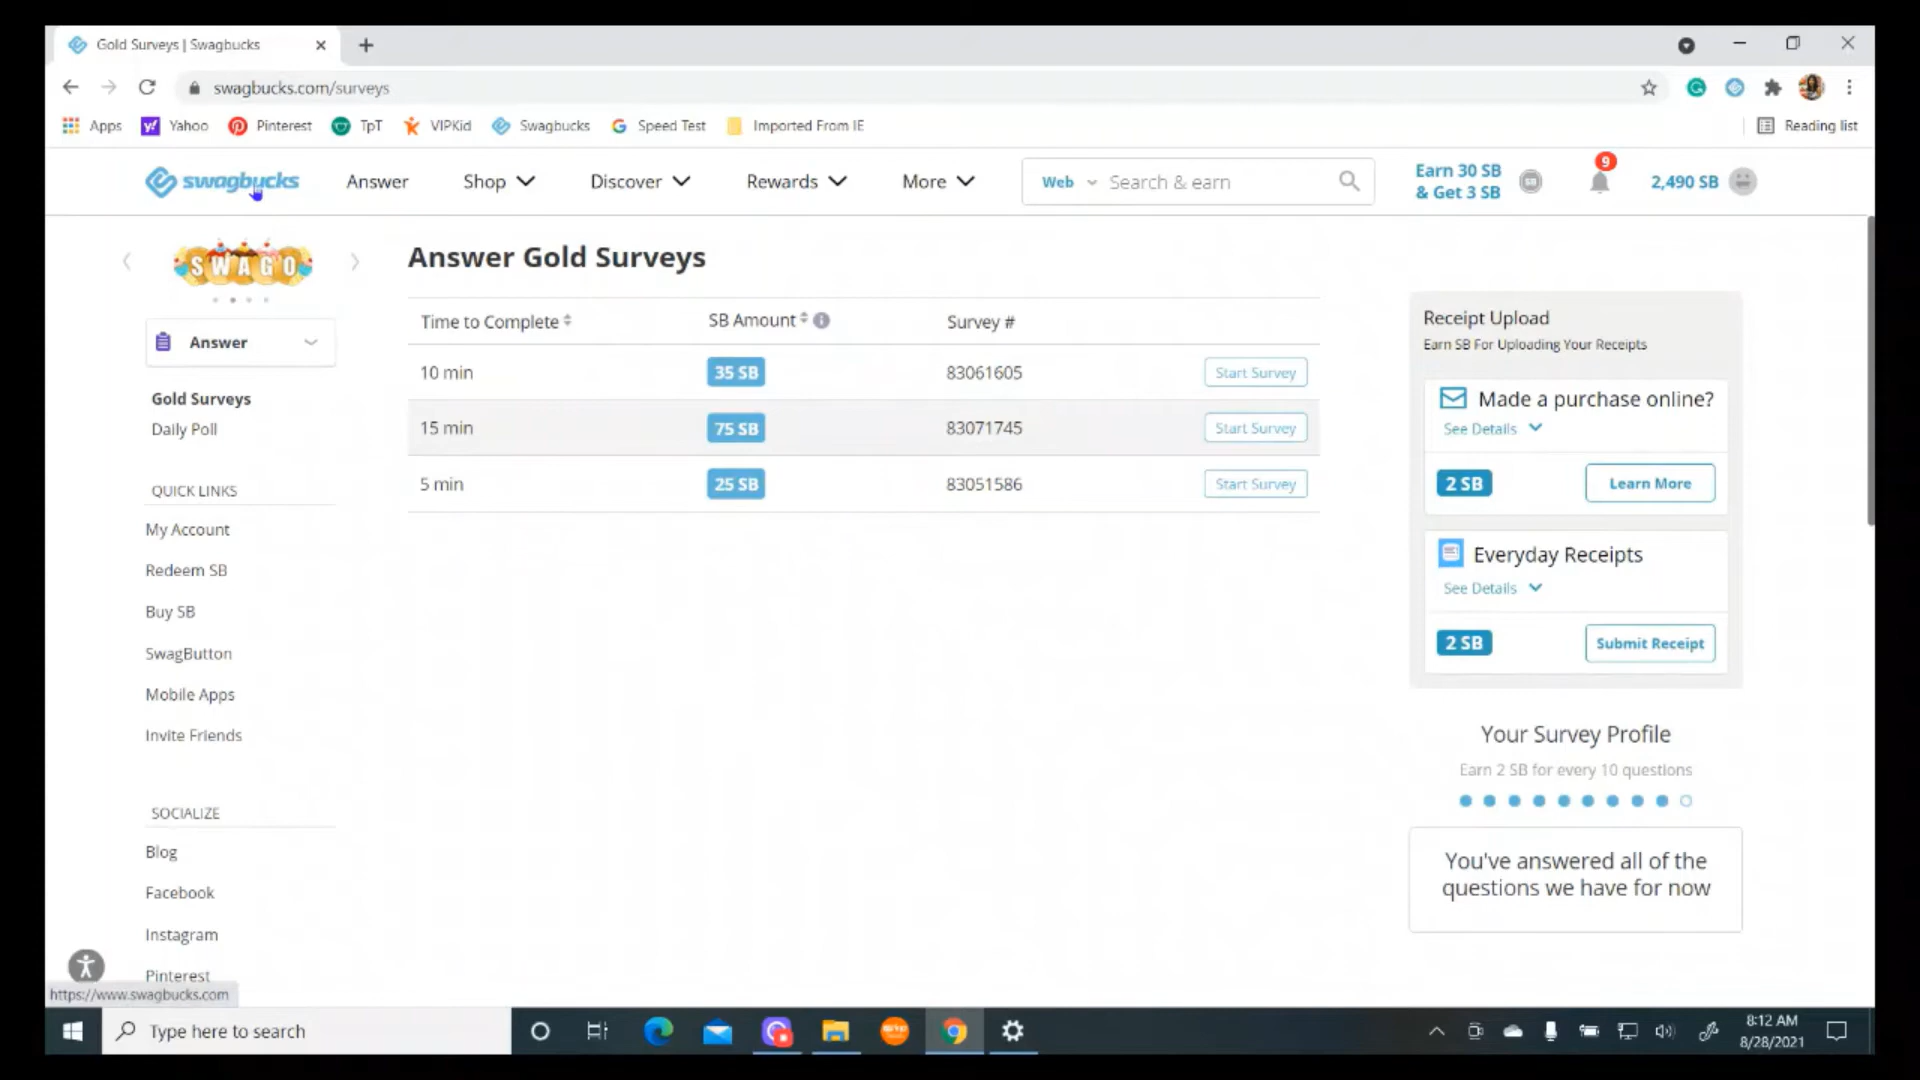 Gold Surveys | Swagbucks
swagbucks.com/surveys
Apps Yahoo Pinterest TpT VIPKid Swagbucks Speed Test Imported From IE Reading list
swagbucks Answer Shop Discover Rewards More Web Search & earn
Earn 30 SB
& Get 3 SB
9
2,490 SB
SWAGO
Answer
Gold Surveys
Daily Poll
QUICK LINKS
My Account
Redeem SB
Buy SB
SwagButton
Mobile Apps
Invite Friends
SOCIALIZE
Blog
Facebook
Instagram
Pinterest
https://www.swagbucks.com
Answer Gold Surveys
Time to Complete SB Amount Survey #
10 min 35 SB 83061605 Start Survey
15 min 75 SB 83071745 Start Survey
5 min 25 SB 83051586 Start Survey
Receipt Upload
Earn SB For Uploading Your Receipts
Made a purchase online?
See Details
2 SB Learn More
Everyday Receipts
See Details
2 SB Submit Receipt
Your Survey Profile
Earn 2 SB for every 10 questions
You've answered all of the
questions we have for now
Type here to search
8:12 AM
8/28/2021